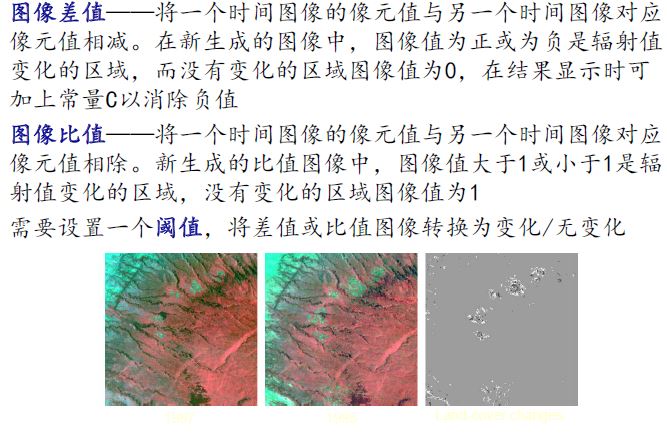 图像差值——将一个时间图像的像元值与另一个时间图像对应
像元值相减。在新生成的图像中，图像值为正或为负是辐射值
变化的区域，而没有变化的区域图像值为0，在结果显示时可
加上常量C以消除负值
图像比值——将一个时间图像的像元值与另一个时间图像对应
像元值相除。新生成的比值图像中，图像值大于1或小于1是辐
射值变化的区域，没有变化的区域图像值为1
需要设置一个阈值，将差值或比值图像转换为变化/无变化